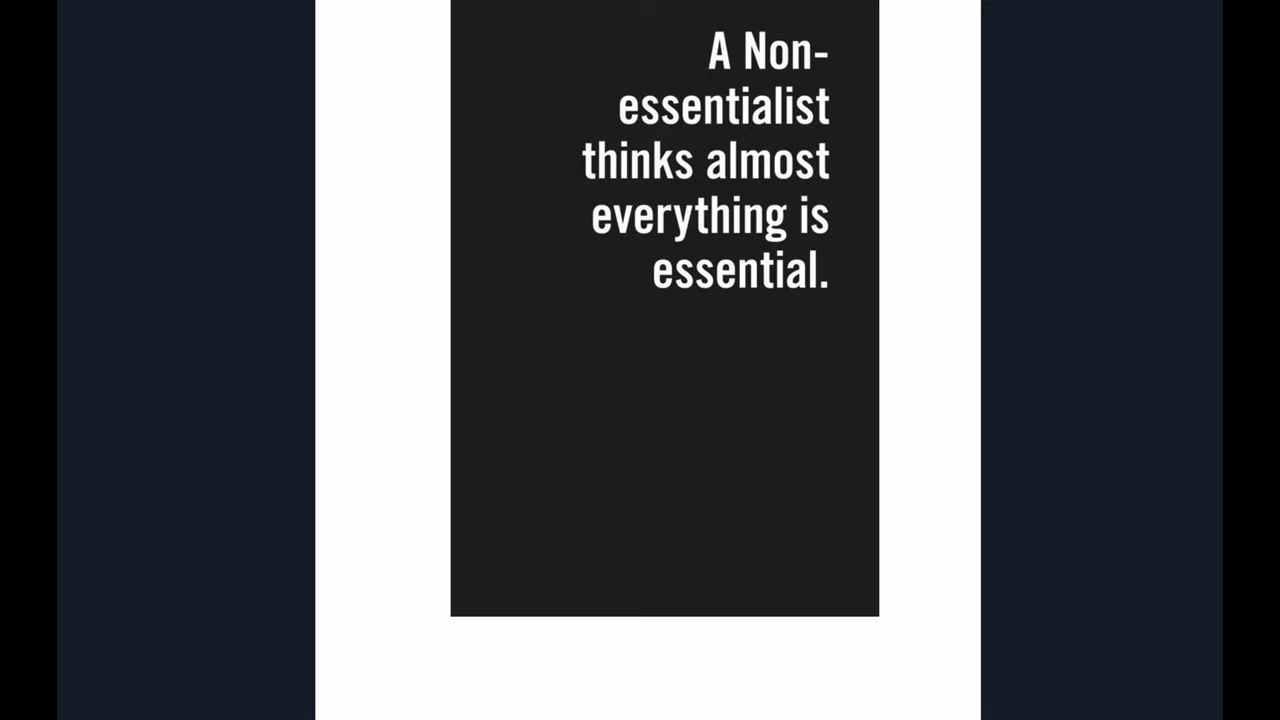 A Non-
essentialist
thinks almost
everything is
essential.